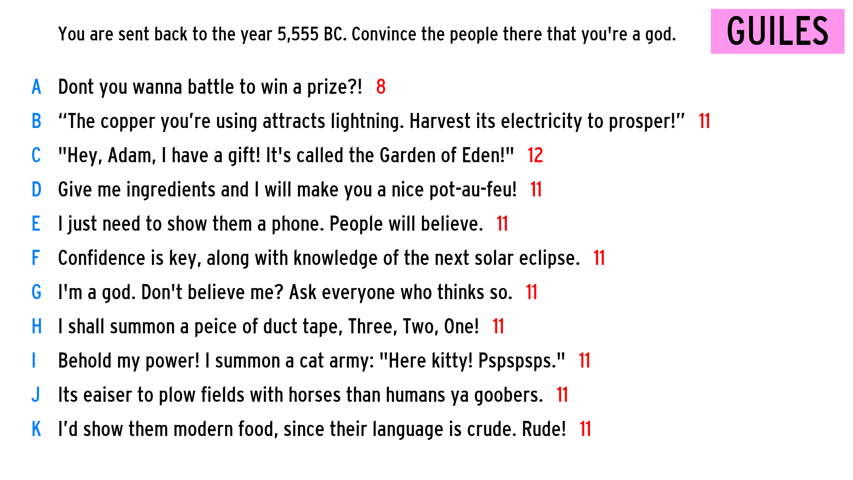 You are sent back to the year 5,555 BC. Convince the people there that you're a god.
GUILES
A Dont you wanna battle to win a prize?! 8
B “The copper you’re using attracts lightning. Harvest its electricity to prosper!” 11
C "Hey, Adam, I have a gift! It's called the Garden of Eden!" 12
D Give me ingredients and I will make you a nice pot-au-feu! 11
E I just need to show them a phone. People will believe. 11
F Confidence is key, along with knowledge of the next solar eclipse. 11
G I'm a god. Don't believe me? Ask everyone who thinks so. 11
H I shall summon a peice of duct tape, Three, Two, One! 11
I Behold my power! I summon a cat army: "Here kitty! Pspspsps." 11
J Its eaiser to plow fields with horses than humans ya goobers. 11
K I’d show them modern food, since their language is crude. Rude! 11